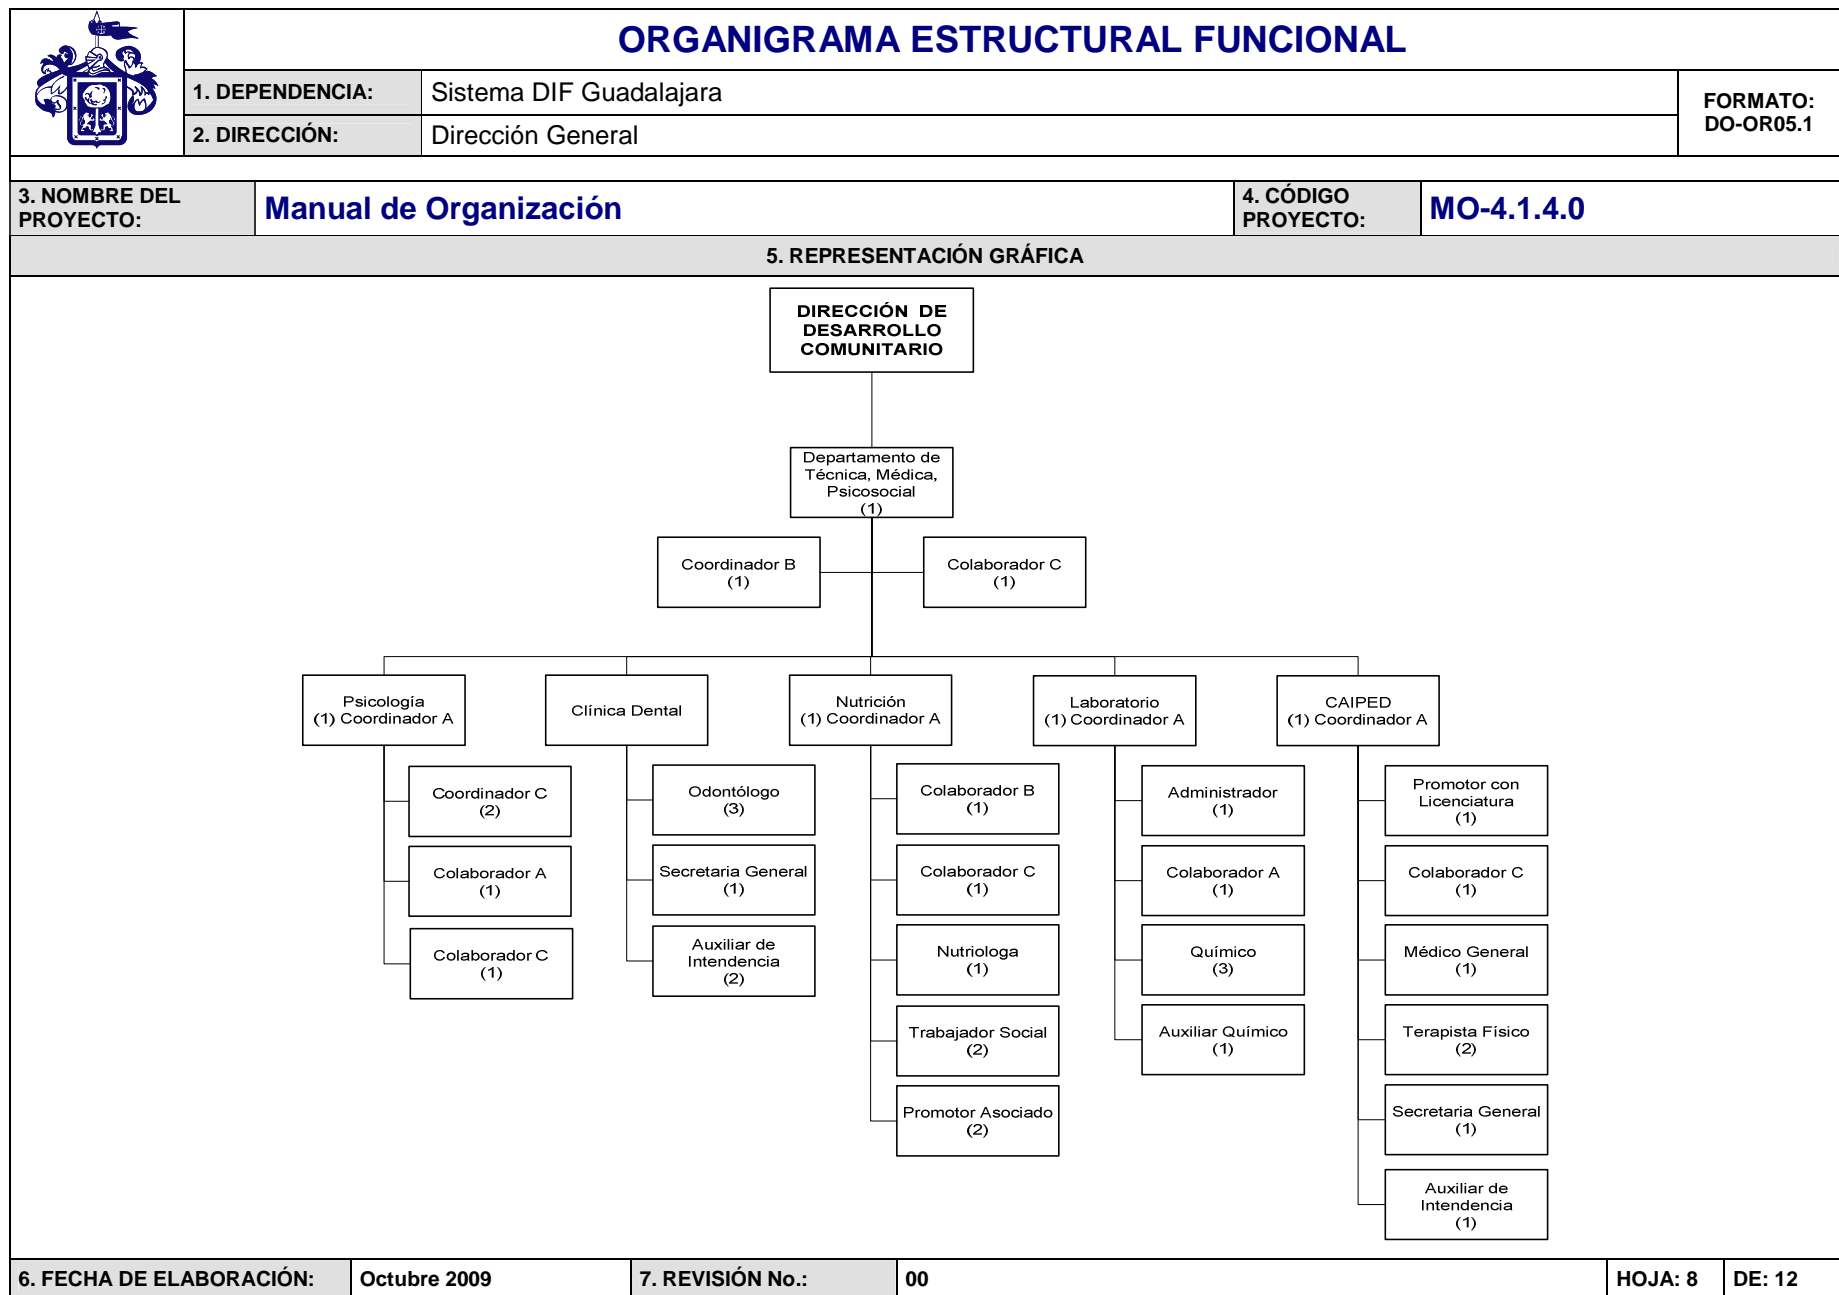 ORGANIGRAMA ESTRUCTURAL FUNCIONAL
1. DEPENDENCIA:
Sistema DIF Guadalajara
FORMATO:
DO-OR05.1
2. DIRECCIÓN:
Dirección General
3. NOMBRE DEL
PROYECTO:
Manual de Organización
4. CÓDIGO
PROYECTO:
MO-4.1.4.0
5. REPRESENTACIÓN GRÁFICA
DIRECCIÓN DE
DESARROLLO
COMUNITARIO
Departamento de
Técnica, Médica,
Psicosocial
(1)
Coordinador B
(1)
Colaborador C
(1)
Psicología
(1) Coordinador A
Coordinador C
(2)
Colaborador A
(1)
Colaborador C
(1)
Clínica Dental
Odontólogo
(3)
Secretaria General
(1)
Auxiliar de
Intendencia
(2)
Nutrición
(1) Coordinador A
Colaborador B
(1)
Colaborador C
(1)
Nutriologa
(1)
Trabajador Social
(2)
Promotor Asociado
(2)
Laboratorio
(1) Coordinador A
Administrador
(1)
Colaborador A
(1)
Químico
(3)
Auxiliar Químico
(1)
CAIPED
(1) Coordinador A
Promotor con
Licenciatura
(1)
Colaborador C
(1)
Médico General
(1)
Terapista Físico
(2)
Secretaria General
(1)
Auxiliar de
Intendencia
(1)
6. FECHA DE ELABORACIÓN:
Octubre 2009
7. REVISIÓN No.:
00
HOJA: 8
DE: 12